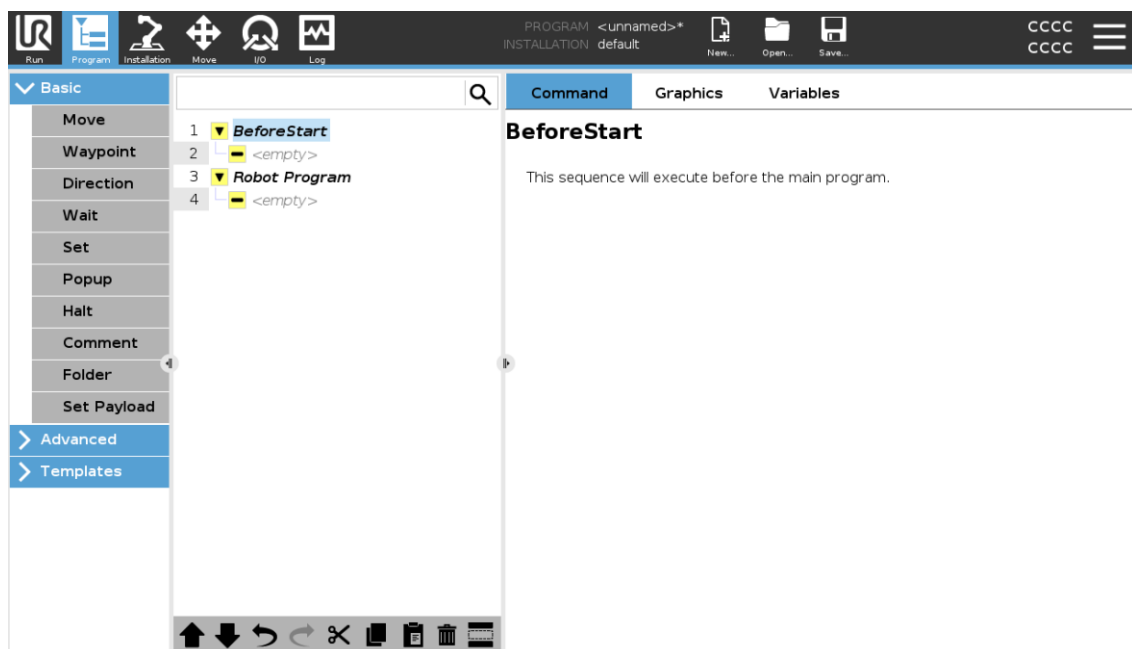 PROGRAM <unnamed>*
INSTALLATION default
New...
Open...
Save...
CCCC
CCCC
UR
Run
Program
Installation
Move
I/O
Log
Basic
Move
Waypoint
Direction
Wait
Set
Popup
Halt
Comment
Folder
Set Payload
Advanced
Templates
1 BeforeStart
2 <empty>
3 Robot Program
4 <empty>
Command Graphics Variables
BeforeStart
This sequence will execute before the main program.